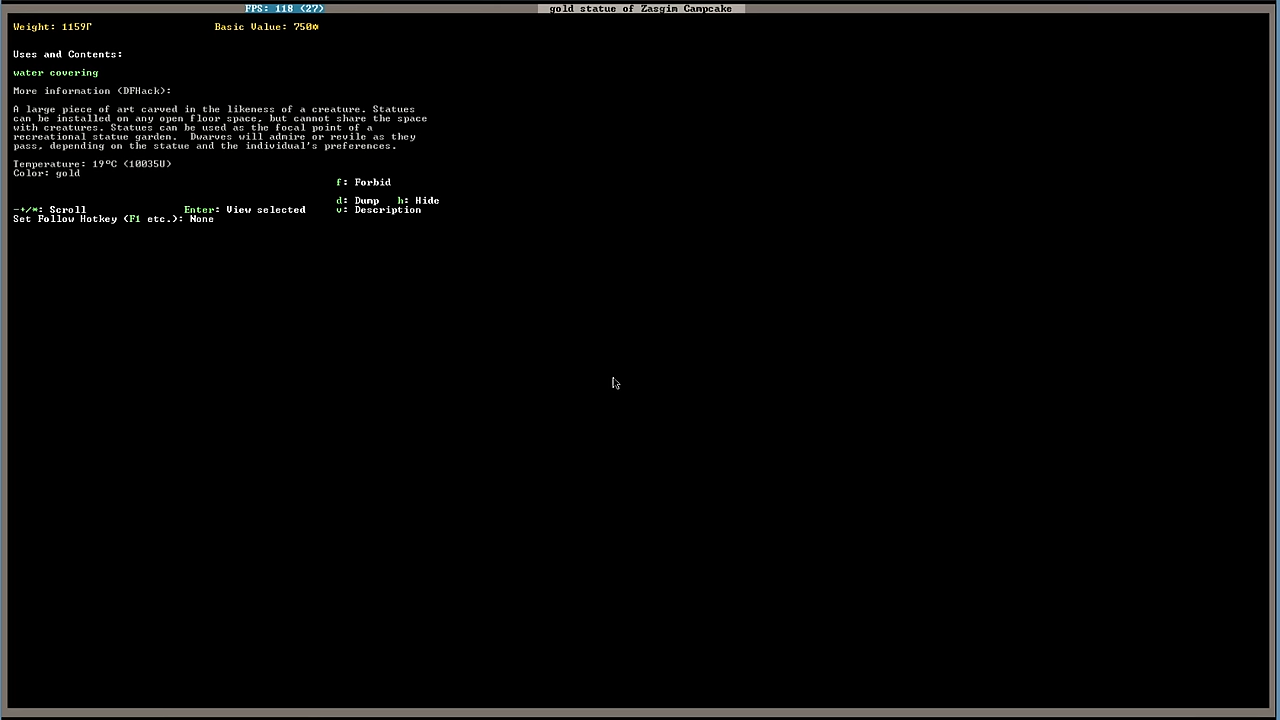 FPS: 118 (27)
gold statue of Zasgim Campcake
Weight: 1159Γ
Basic Value: 750☼
Uses and Contents:
water covering
More information (DFHack):
A large piece of art carved in the likeness of a creature. Statues
can be installed on any open floor space, but cannot share the space
with creatures. Statues can be used as the focal point of a
recreational statue garden.  Dwarves will admire or revile as they
pass, depending on the statue and the individual's preferences.
Temperature: 19°C (10035U)
Color: gold
f: Forbid
d: Dump   h: Hide
-+/*: Scroll
Enter: View selected
v: Description
Set Follow Hotkey (F1 etc.): None